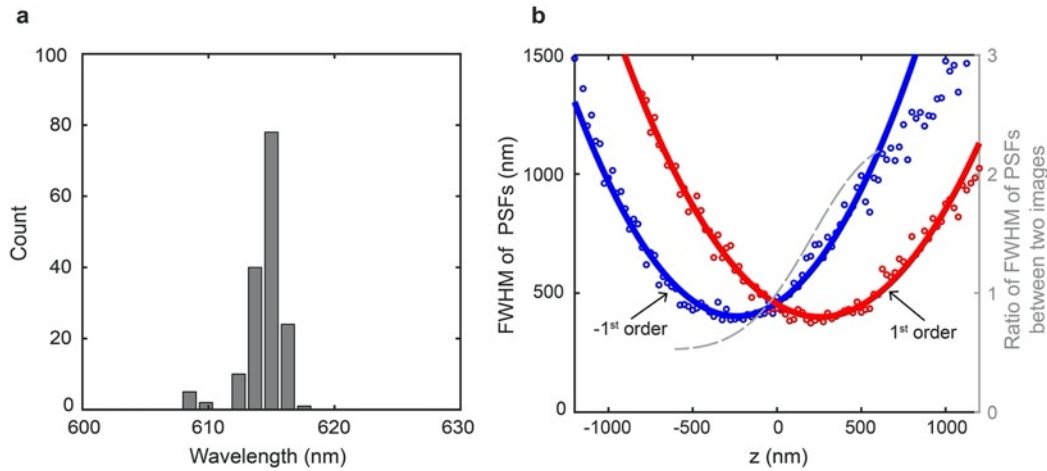 a
100
80
60
40
20
0
Count
600
610
620
630
Wavelength (nm)
b
1500
1000
500
0
FWHM of PSFs (nm)
-1000
-500
0
500
1000
z (nm)
3
2
1
0
Ratio of FWHM of PSFs
between two images
-1st order
1st order